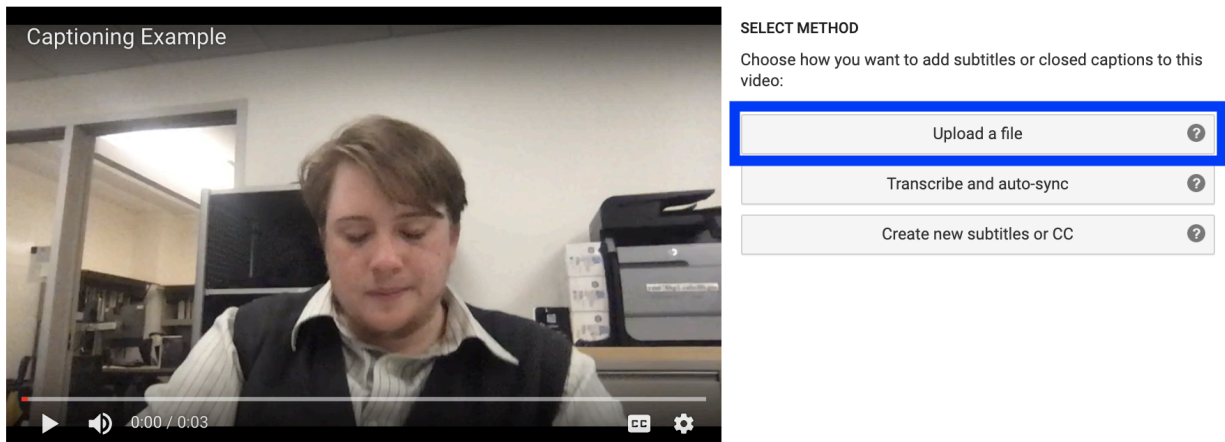 Captioning Example
0:00 / 0:03
CC
SELECT METHOD
Choose how you want to add subtitles or closed captions to this
video:
Upload a file ?
Transcribe and auto-sync ?
Create new subtitles or CC ?